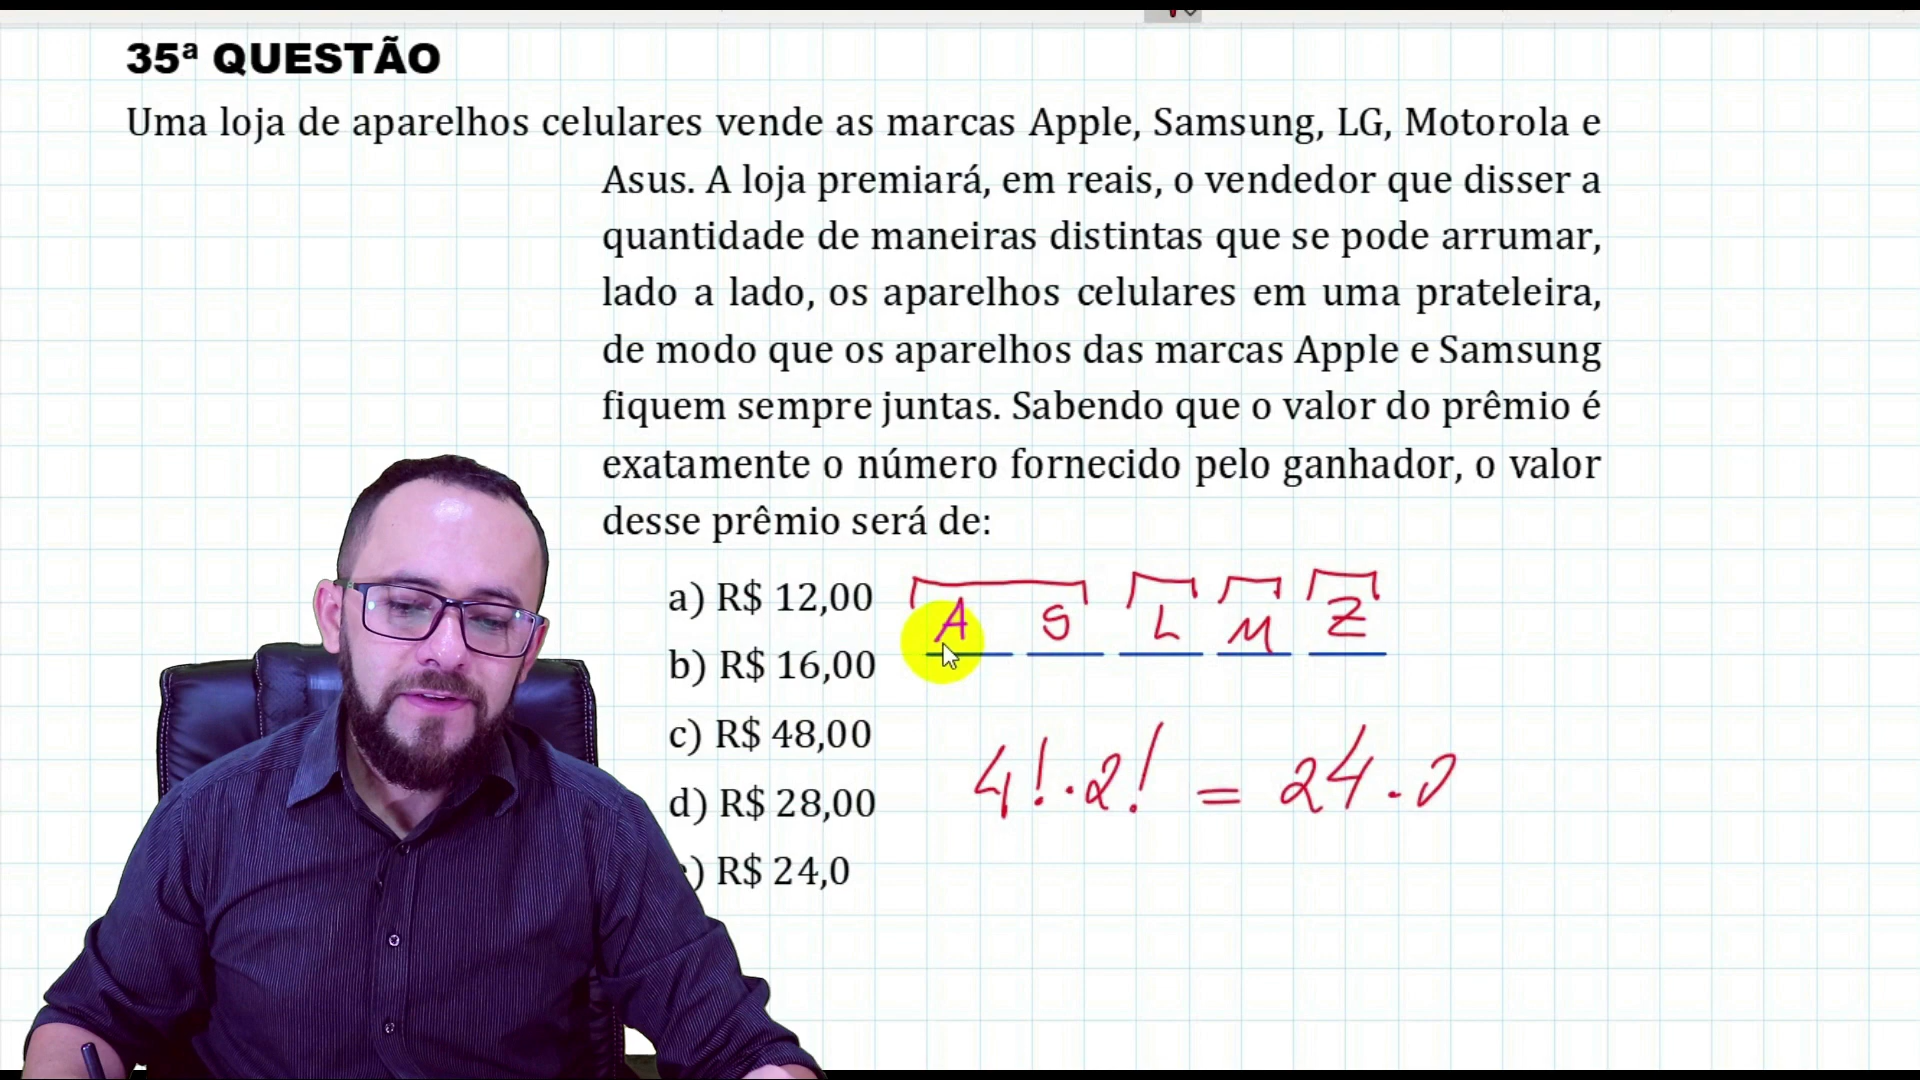 35ª QUESTÃO
Uma loja de aparelhos celulares vende as marcas Apple, Samsung, LG, Motorola e
Asus. A loja premiará, em reais, o vendedor que disser a
quantidade de maneiras distintas que se pode arrumar,
lado a lado, os aparelhos celulares em uma prateleira,
de modo que os aparelhos das marcas Apple e Samsung
fiquem sempre juntas. Sabendo que o valor do prêmio é
exatamente o número fornecido pelo ganhador, o valor
desse prêmio será de:
a) R$ 12,00
A S L M Z
b) R$ 16,00
c) R$ 48,00
4! · 2! = 24 ·
d) R$ 28,00
) R$ 24,0